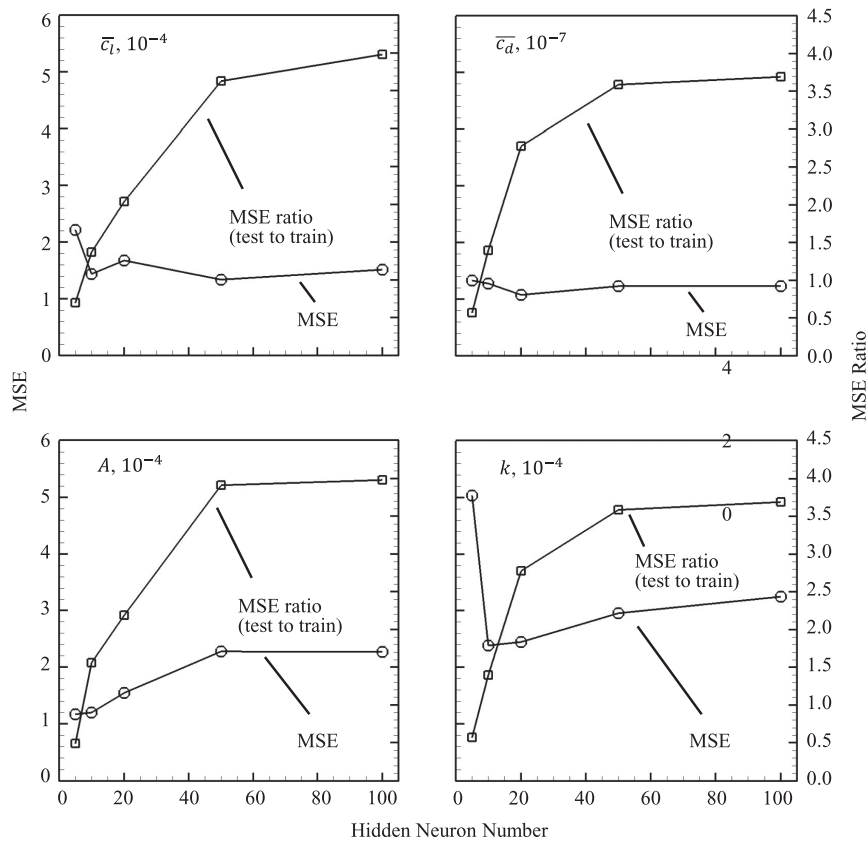 6
5
4
3
2
1
0
c̅l, 10⁻⁴
MSE ratio
(test to train)
MSE
4.5
4.0
3.5
3.0
2.5
2.0
1.5
1.0
0.5
0.0
c̅d, 10⁻⁷
MSE ratio
(test to train)
MSE
4
MSE
MSE Ratio
6
5
4
3
2
1
0
A, 10⁻⁴
MSE ratio
(test to train)
MSE
0 20 40 60 80 100
2
0
4.5
4.0
3.5
3.0
2.5
2.0
1.5
1.0
0.5
0.0
k, 10⁻⁴
MSE ratio
(test to train)
MSE
0 20 40 60 80 100
Hidden Neuron Number